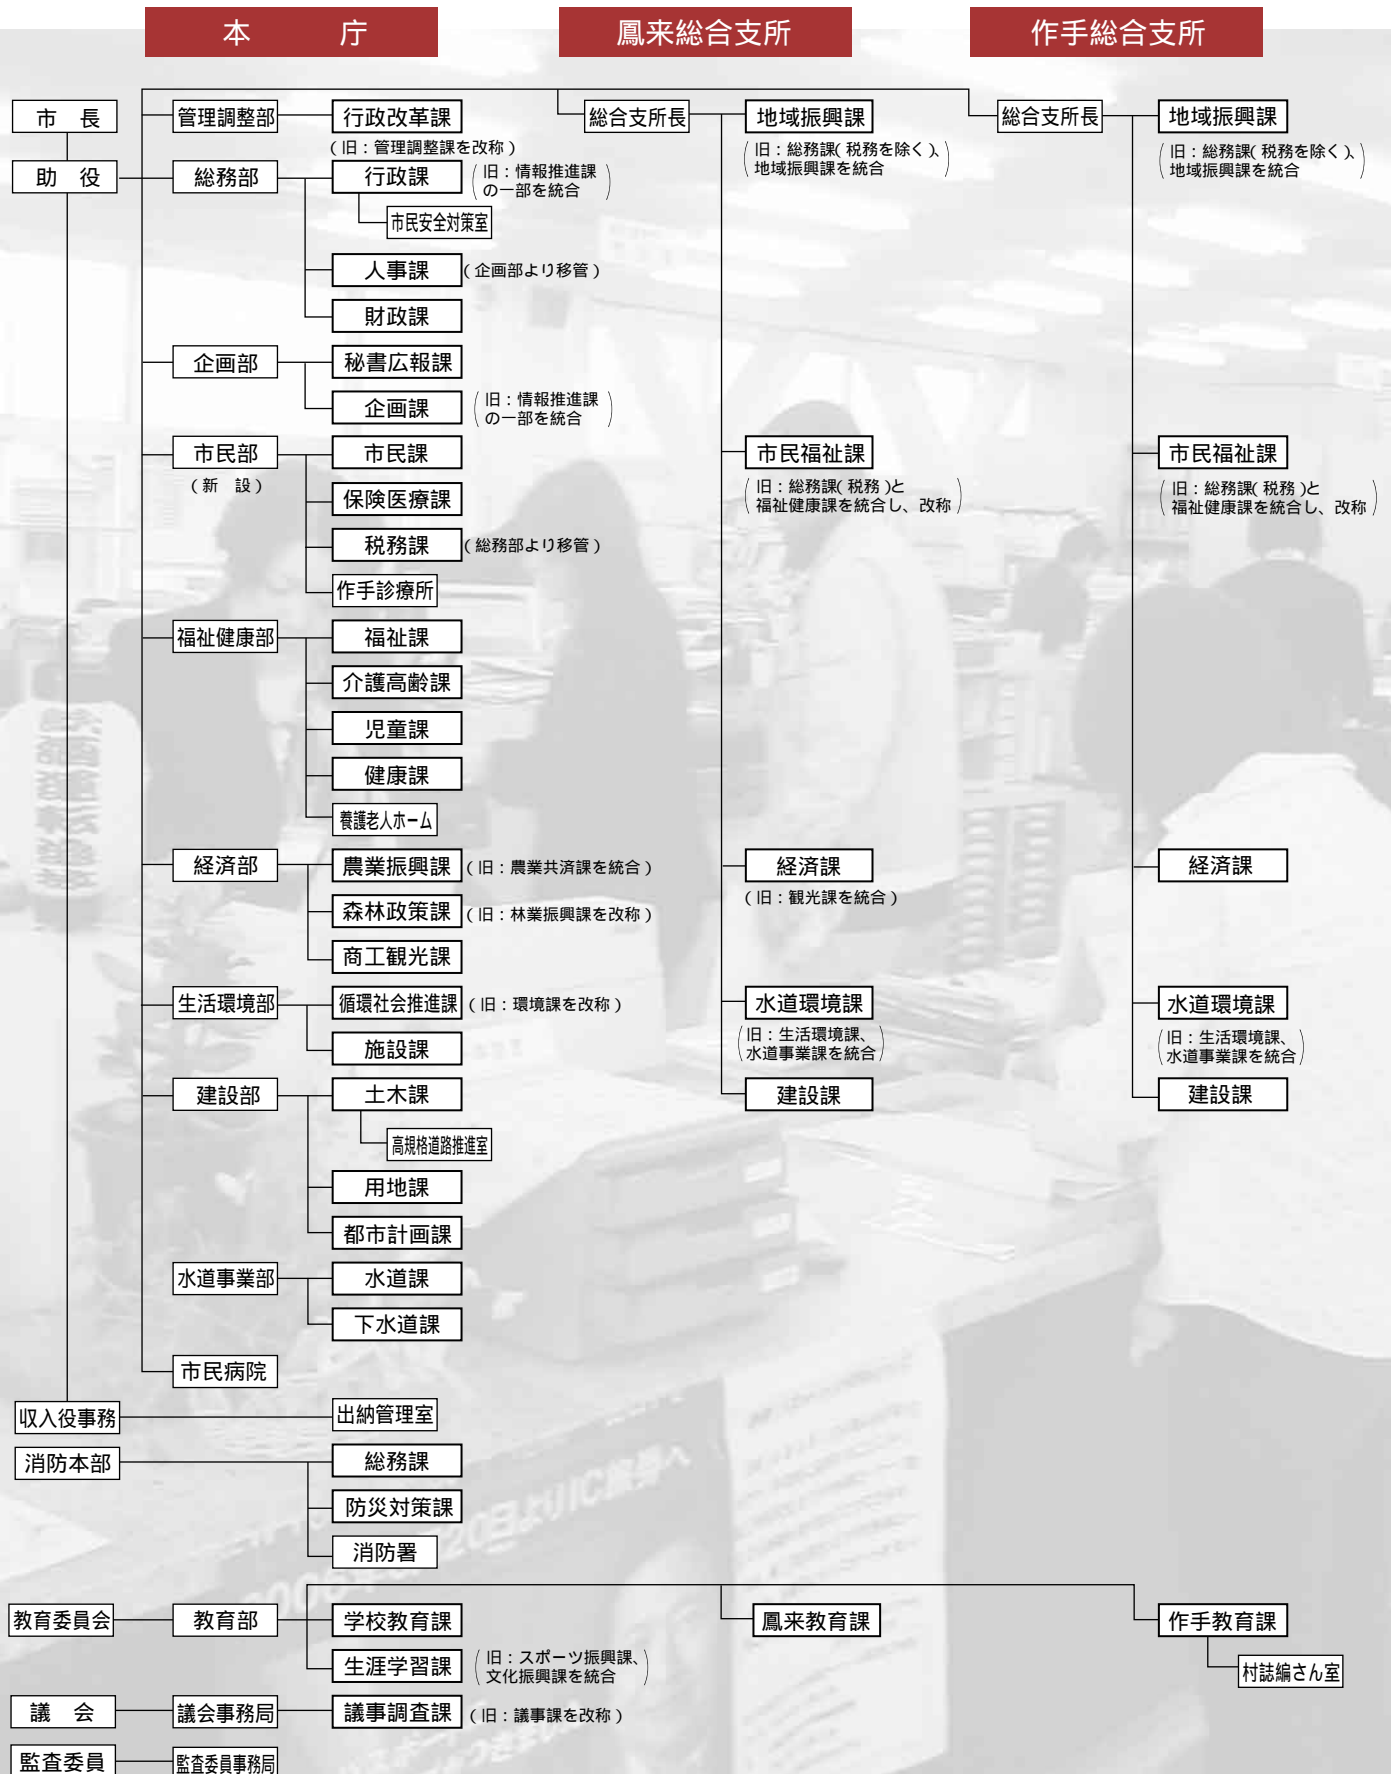 本　庁
鳳来総合支所
作手総合支所
市　長
管理調整部
行政改革課
(旧：管理調整課を改称)
総合支所長
地域振興課
(旧：総務課(税務を除く)、
地域振興課を統合)
総合支所長
地域振興課
(旧：総務課(税務を除く)、
地域振興課を統合)
助　役
総務部
行政課
(旧：情報推進課
の一部を統合)
市民安全対策室
人事課
(企画部より移管)
財政課
企画部
秘書広報課
企画課
(旧：情報推進課
の一部を統合)
市民部
(新　設)
市民課
保険医療課
税務課
(総務部より移管)
作手診療所
市民福祉課
(旧：総務課(税務)と
福祉健康課を統合し、改称)
市民福祉課
(旧：総務課(税務)と
福祉健康課を統合し、改称)
福祉健康部
福祉課
介護高齢課
児童課
健康課
養護老人ホーム
経済部
農業振興課
(旧：農業共済課を統合)
森林政策課
(旧：林業振興課を改称)
商工観光課
経済課
(旧：観光課を統合)
経済課
生活環境部
循環社会推進課
(旧：環境課を改称)
施設課
水道環境課
(旧：生活環境課、
水道事業課を統合)
水道環境課
(旧：生活環境課、
水道事業課を統合)
建設部
土木課
高規格道路推進室
用地課
都市計画課
建設課
建設課
水道事業部
水道課
下水道課
市民病院
収入役事務
出納管理室
消防本部
総務課
防災対策課
消防署
教育委員会
教育部
学校教育課
生涯学習課
(旧：スポーツ振興課、
文化振興課を統合)
鳳来教育課
作手教育課
村誌編さん室
議　会
議会事務局
議事調査課
(旧：議事課を改称)
監査委員
監査委員事務局